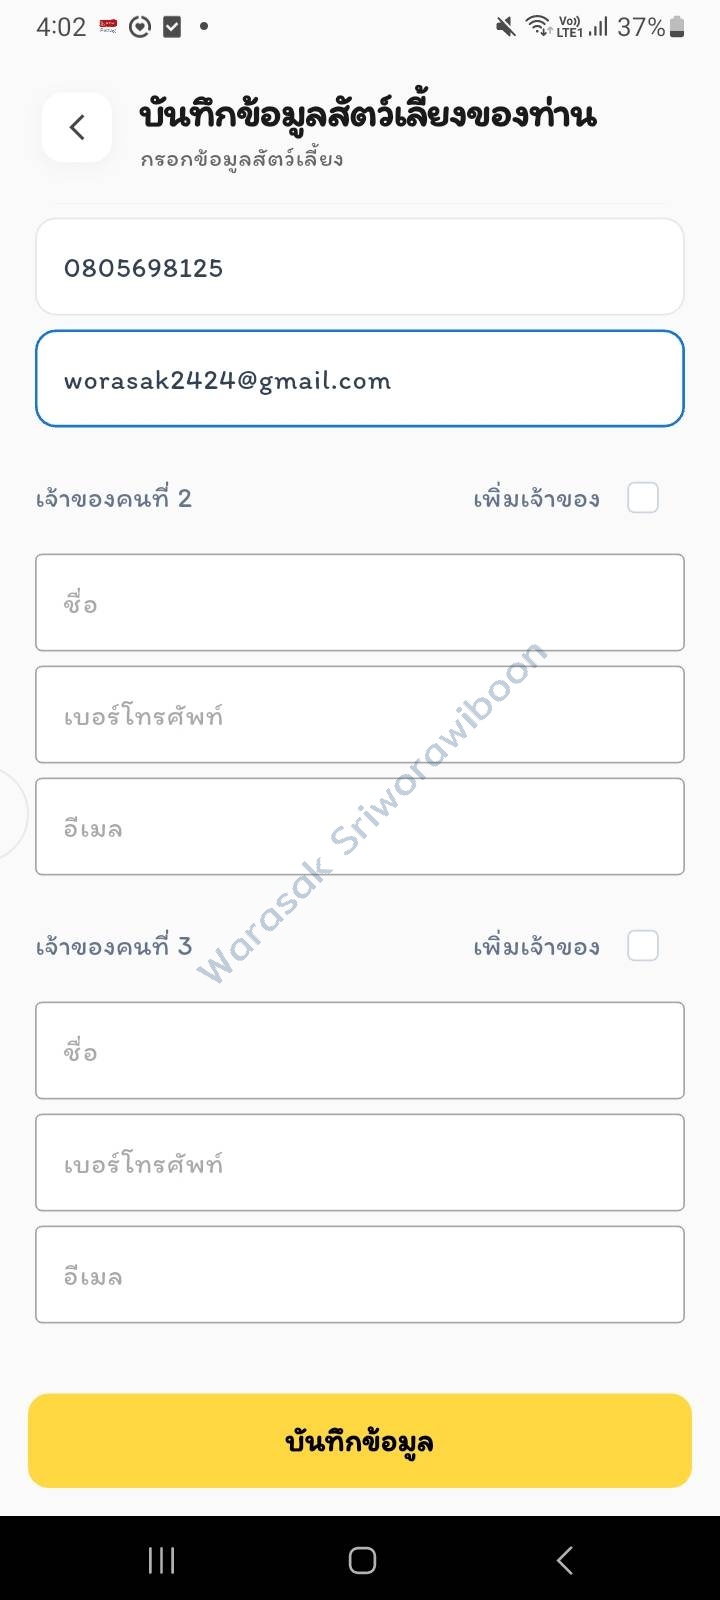 4:02
Vo))
LTE1
37%
บันทึกข้อมูลสัตว์เลี้ยงของท่าน
กรอกข้อมูลสัตว์เลี้ยง
0805698125
worasak2424@gmail.com
เจ้าของคนที่ 2 เพิ่มเจ้าของ
ชื่อ
เบอร์โทรศัพท์
อีเมล
Warasak Sriworawiboon
เจ้าของคนที่ 3 เพิ่มเจ้าของ
ชื่อ
เบอร์โทรศัพท์
อีเมล
บันทึกข้อมูล